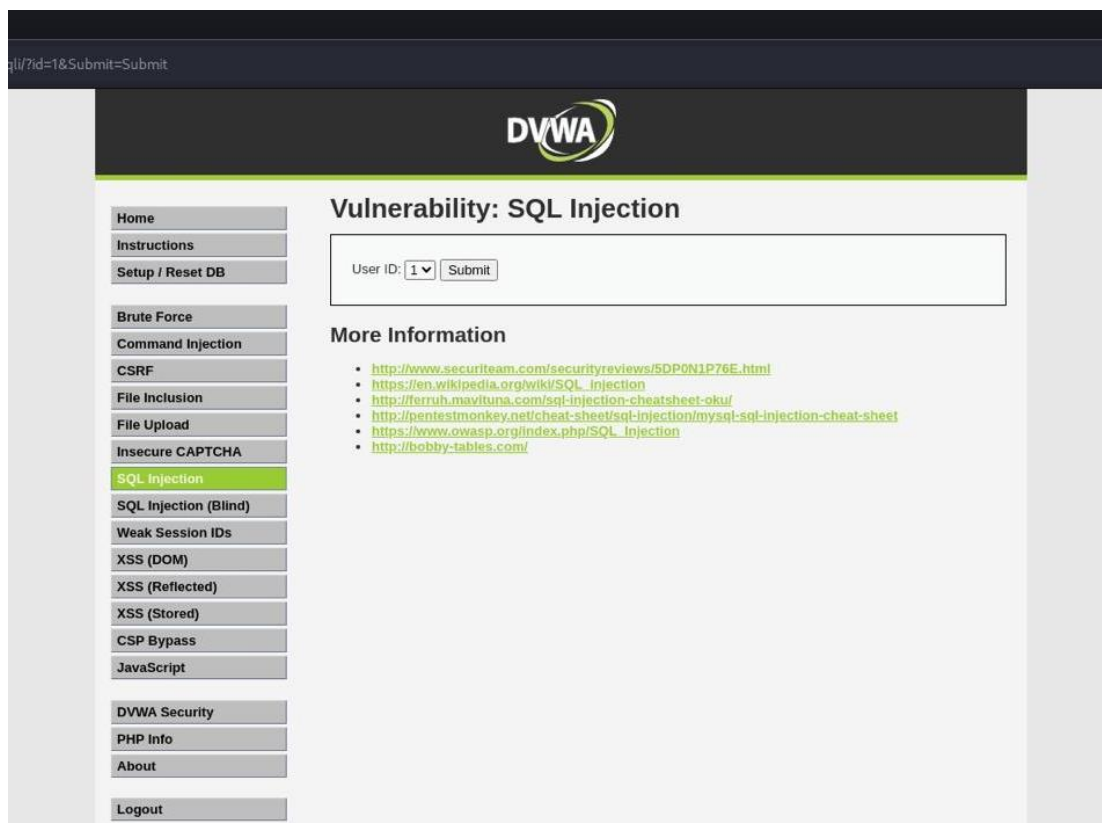 qli/?id=1&Submit=Submit
DVWA
Home
Instructions
Setup / Reset DB
Brute Force
Command Injection
CSRF
File Inclusion
File Upload
Insecure CAPTCHA
SQL Injection
SQL Injection (Blind)
Weak Session IDs
XSS (DOM)
XSS (Reflected)
XSS (Stored)
CSP Bypass
JavaScript
DVWA Security
PHP Info
About
Logout
Vulnerability: SQL Injection
User ID: 1 Submit
More Information
http://www.securiteam.com/securityreviews/5DP0N1P76E.html
https://en.wikipedia.org/wiki/SQL_injection
http://ferruh.mavituna.com/sql-injection-cheatsheet-oku/
http://pentestmonkey.net/cheat-sheet/sql-injection/mysql-sql-injection-cheat-sheet
https://www.owasp.org/index.php/SQL_Injection
http://bobby-tables.com/